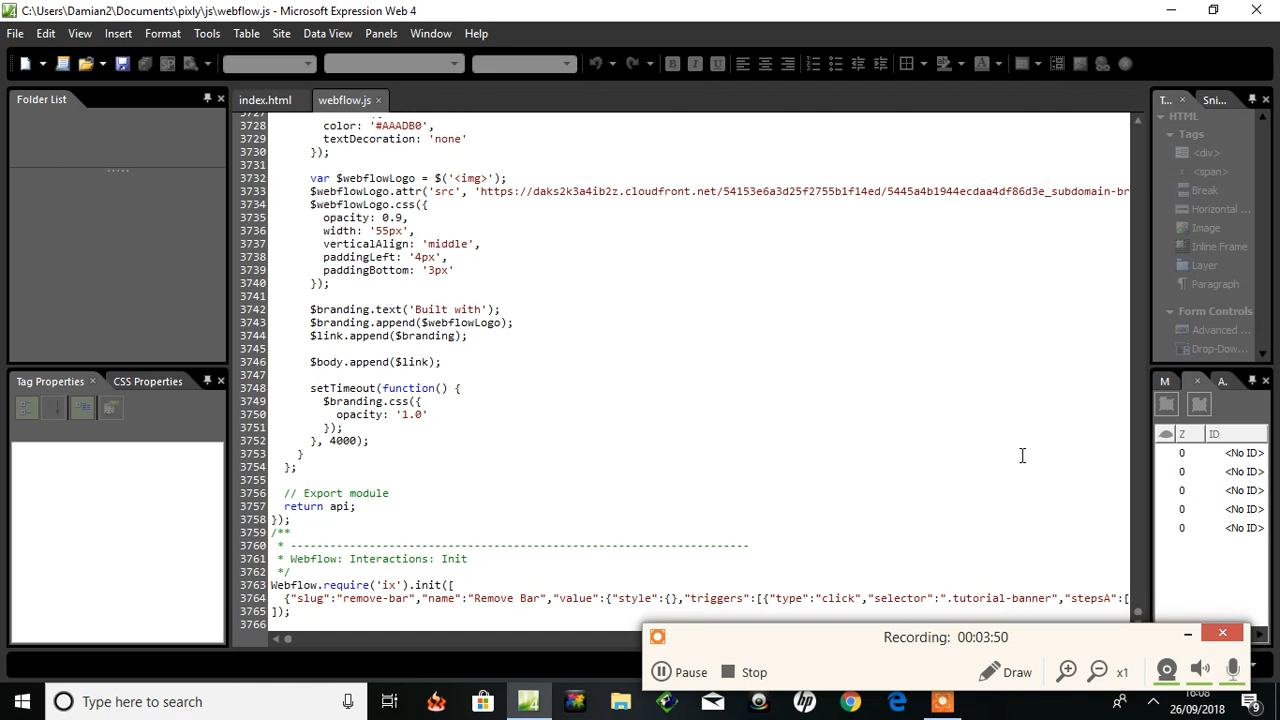 C:\Users\Damian2\Documents\pixly\js\webflow.js - Microsoft Expression Web 4
File Edit View Insert Format Tools Table Site Data View Panels Window Help
Folder List
index.html webflow.js
3728 color: '#AAADB0',
3729 textDecoration: 'none'
3730 });
3731
3732 var $webflowLogo = $('<img>');
3733 $webflowLogo.attr('src', 'https://daks2k3a4ib2z.cloudfront.net/54153e6a3d25f2755b1f14ed/5445a4b1944ecdaa4df86d3e_subdomain-br
3734 $webflowLogo.css({
3735 opacity: 0.9,
3736 width: '55px',
3737 verticalAlign: 'middle',
3738 paddingLeft: '4px',
3739 paddingBottom: '3px'
3740 });
3741
3742 $branding.text('Built with');
3743 $branding.append($webflowLogo);
3744 $link.append($branding);
3745
3746 $body.append($link);
3747
3748 setTimeout(function() {
3749 $branding.css({
3750 opacity: '1.0'
3751 });
3752 }, 4000);
3753 }
3754 };
3755
3756 // Export module
3757 return api;
3758 });
3759 /**
3760 * ----------------------------------------------------------------------
3761 * Webflow: Interactions: Init
3762 */
3763 Webflow.require('ix').init([
3764 {"slug":"remove-bar","name":"Remove Bar","value":{"style":{},"triggers":[{"type":"click","selector":".tutorial-banner","stepsA":[
3765 ]);
3766
Tag Properties CSS Properties
T... Sni...
HTML
Tags
<div>
<span>
Break
Horizontal ...
Image
Inline Frame
Layer
Paragraph
Form Controls
Advanced ...
Drop-Dow...
M A.
Z ID
0 <No ID>
0 <No ID>
0 <No ID>
0 <No ID>
0 <No ID>
Recording: 00:03:50
Pause Stop Draw x1
Type here to search
16:08
26/09/2018